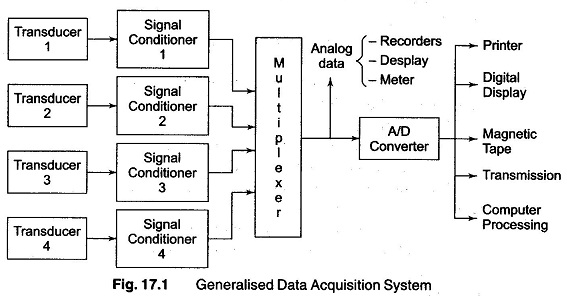 Transducer
1
Signal
Conditioner
1
Transducer
2
Signal
Conditioner
2
Transducer
3
Signal
Conditioner
3
Transducer
4
Signal
Conditioner
4
Multiplexer
Analog
data
– Recorders
– Desplay
– Meter
A/D
Converter
Printer
Digital
Display
Magnetic
Tape
Transmission
Computer
Processing
Fig. 17.1 Generalised Data Acquisition System